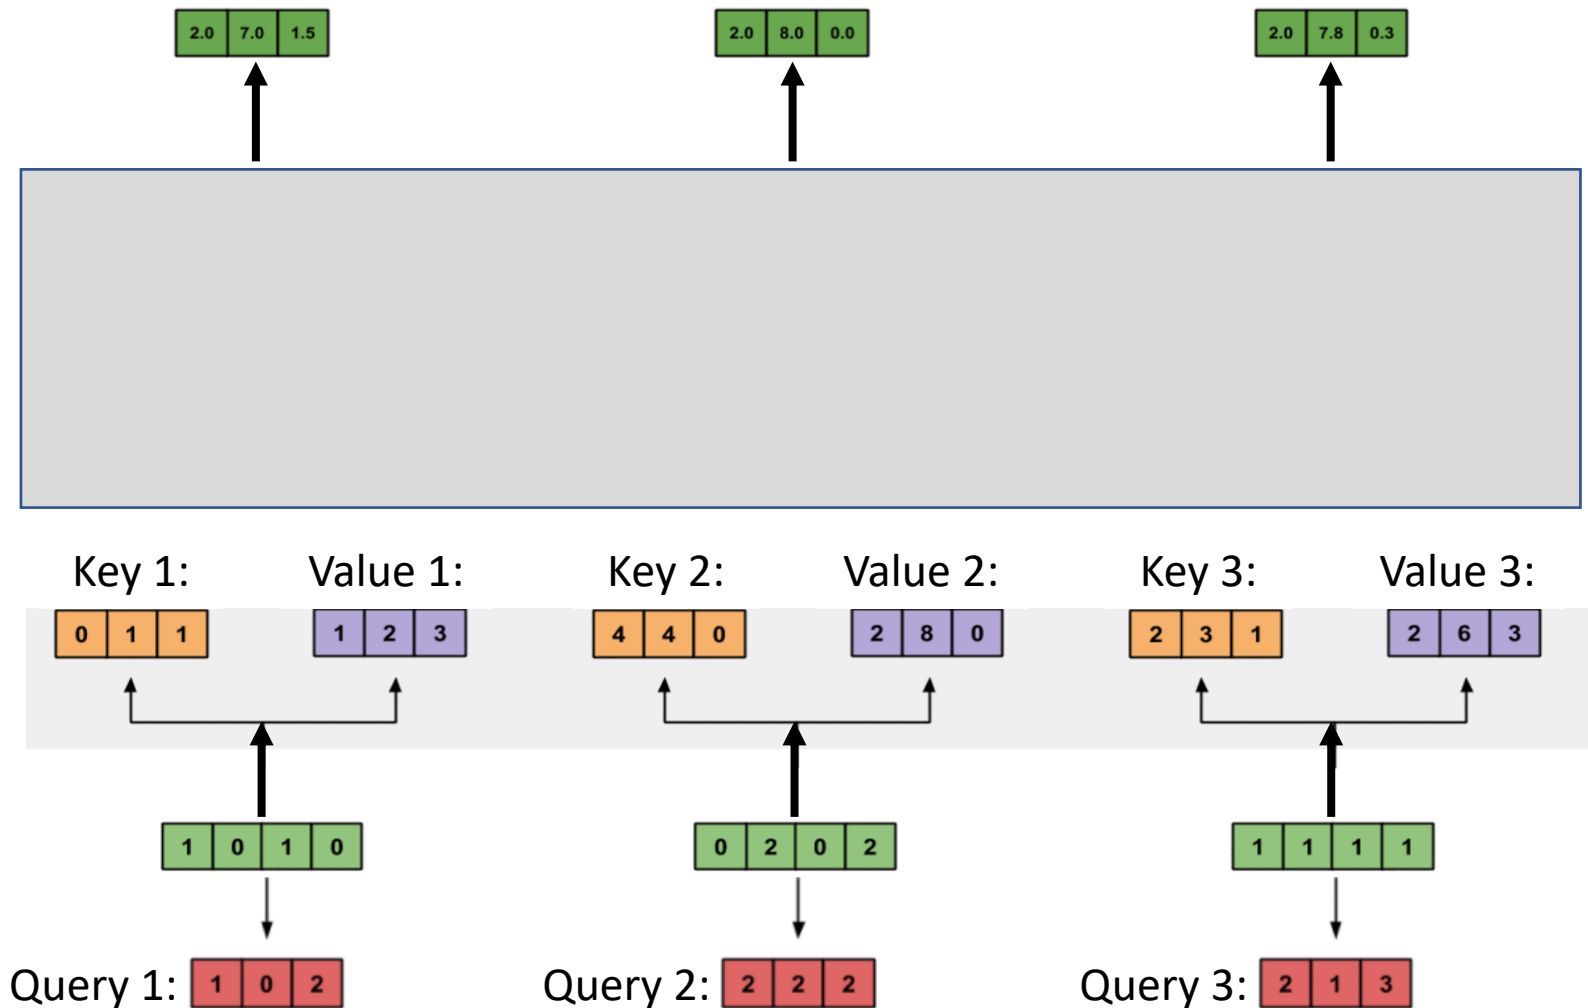 2.0 7.0 1.5 2.0 8.0 0.0 2.0 7.8 0.3
Key 1: Value 1: Key 2: Value 2: Key 3: Value 3:
0 1 1 1 2 3 4 4 0 2 8 0 2 3 1 2 6 3
1 0 1 0 0 2 0 2 1 1 1 1
Query 1: 1 0 2 Query 2: 2 2 2 Query 3: 2 1 3